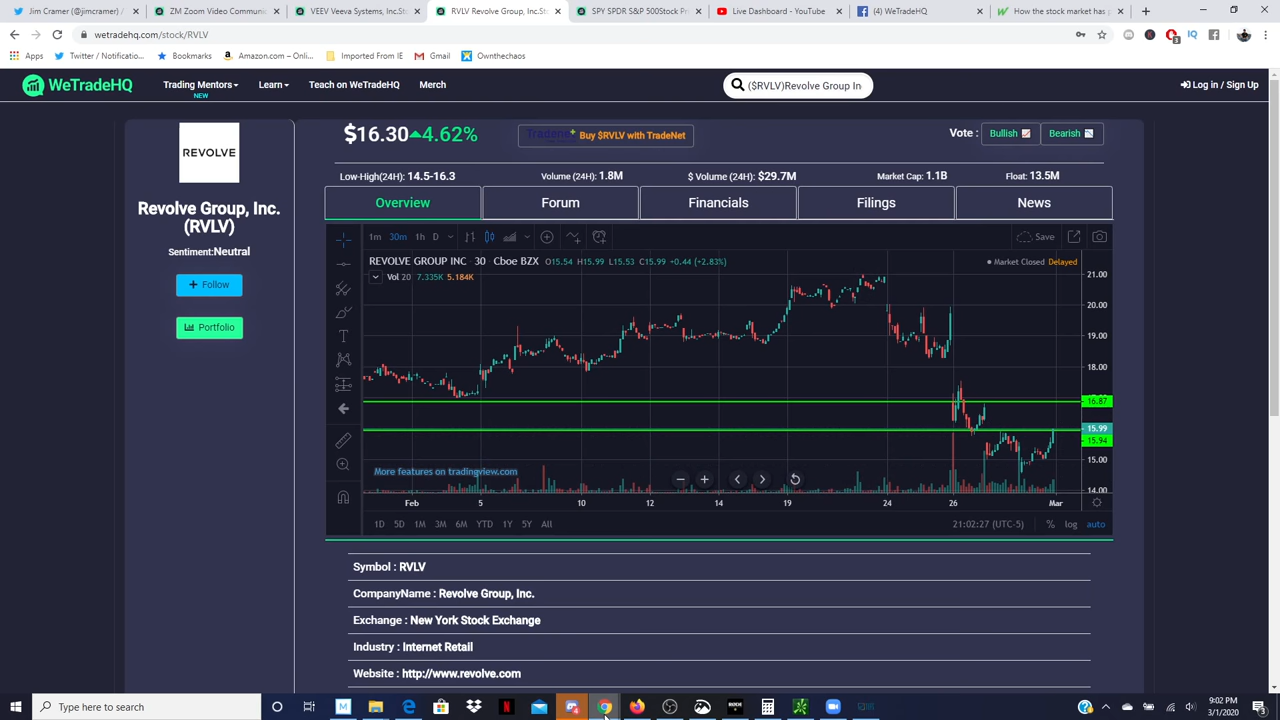 Jim Cramer (@jimcramer) / T
ZM Zoom Video Communicatio
VEEV Veeva Systems, Inc.Stoc
RVLV Revolve Group, Inc.Stoc
SPY SPDR S&P 500Stock Pric
Live Dashboard - YouTube
(4) WeTradeHQ
How the stock market has p
wetradehq.com/stock/RVLV
3
Apps
Twitter / Notificatio...
Bookmarks
Amazon.com – Onli...
Imported From IE
Gmail
Ownthechaos
WeTradeHQ
Trading Mentors
NEW
Learn
Teach on WeTradeHQ
Merch
($RVLV)Revolve Group In
Log in / Sign Up
REVOLVE
Revolve Group, Inc.
(RVLV)
Sentiment:Neutral
Follow
Portfolio
$16.30 4.62%
Tradenet Buy $RVLV with TradeNet
Vote : Bullish Bearish
Low-High(24H): 14.5-16.3
Volume (24H): 1.8M
$ Volume (24H): $29.7M
Market Cap: 1.1B
Float: 13.5M
Overview
Forum
Financials
Filings
News
1m 30m 1h D
Save
REVOLVE GROUP INC 30 Cboe BZX O15.54 H15.99 L15.53 C15.99 +0.44 (+2.83%)
Market Closed Delayed
Vol 20 7.335K 5.184K
21.00
20.00
19.00
18.00
16.87
15.99
15.94
15.00
14.00
More features on tradingview.com
Feb 5 10 12 14 19 24 26 Mar
1D 5D 1M 3M 6M YTD 1Y 5Y All
21:02:27 (UTC-5) % log auto
Symbol : RVLV
CompanyName : Revolve Group, Inc.
Exchange : New York Stock Exchange
Industry : Internet Retail
Website : http://www.revolve.com
Type here to search
9:02 PM
3/1/2020